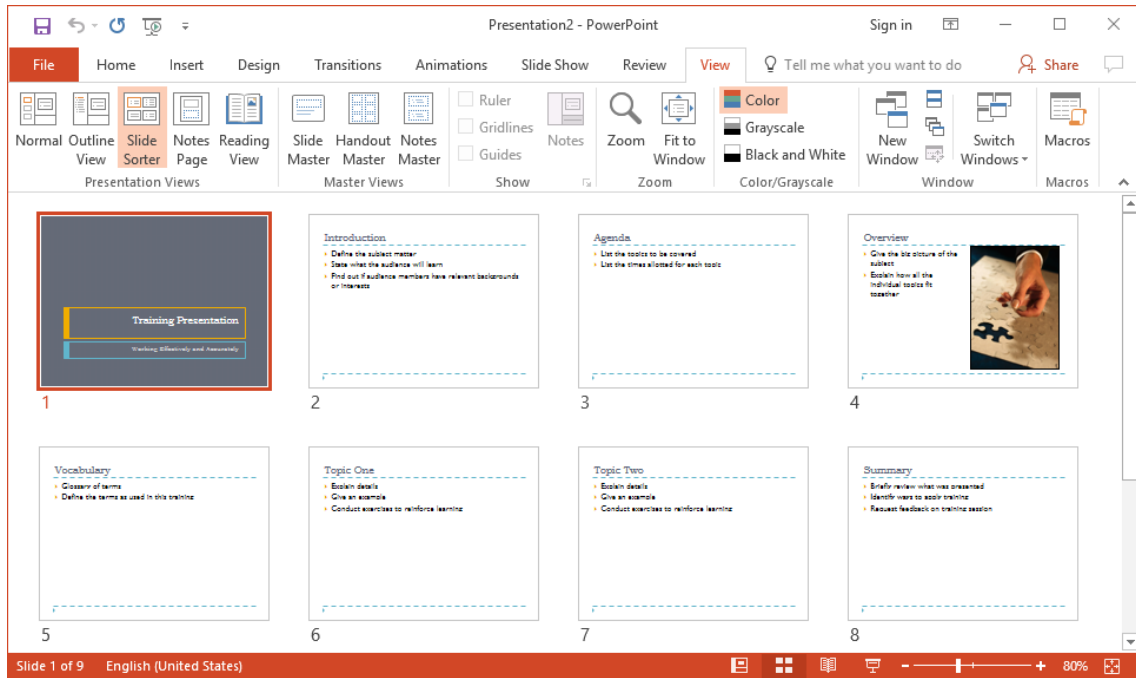 Presentation2 - PowerPoint Sign in
File Home Insert Design Transitions Animations Slide Show Review View Tell me what you want to do Share
Normal Outline View Slide Sorter Notes Page Reading View
Presentation Views
Slide Master Handout Master Notes Master
Master Views
Ruler
Gridlines
Guides
Notes
Show
Zoom Fit to Window
Zoom
Color
Grayscale
Black and White
Color/Grayscale
New Window Switch Windows
Window
Macros
Macros
Training Presentation
Working Effectively and Accurately
1
Introduction
Define the subject matter
State what the audience will learn
Find out if audience members have relevant backgrounds
or interests
2
Agenda
List the topics to be covered
List the times allotted for each topic
3
Overview
Give the big picture of the
subject
Explain how all the
individual topics fit
together
4
Vocabulary
Glossary of terms
Define the terms as used in this training
5
Topic One
Explain details
Give an example
Conduct exercises to reinforce learning
6
Topic Two
Explain details
Give an example
Conduct exercises to reinforce learning
7
Summary
Briefly review what was presented
Identify ways to apply training
Request feedback on training session
8
Slide 1 of 9 English (United States) 80%